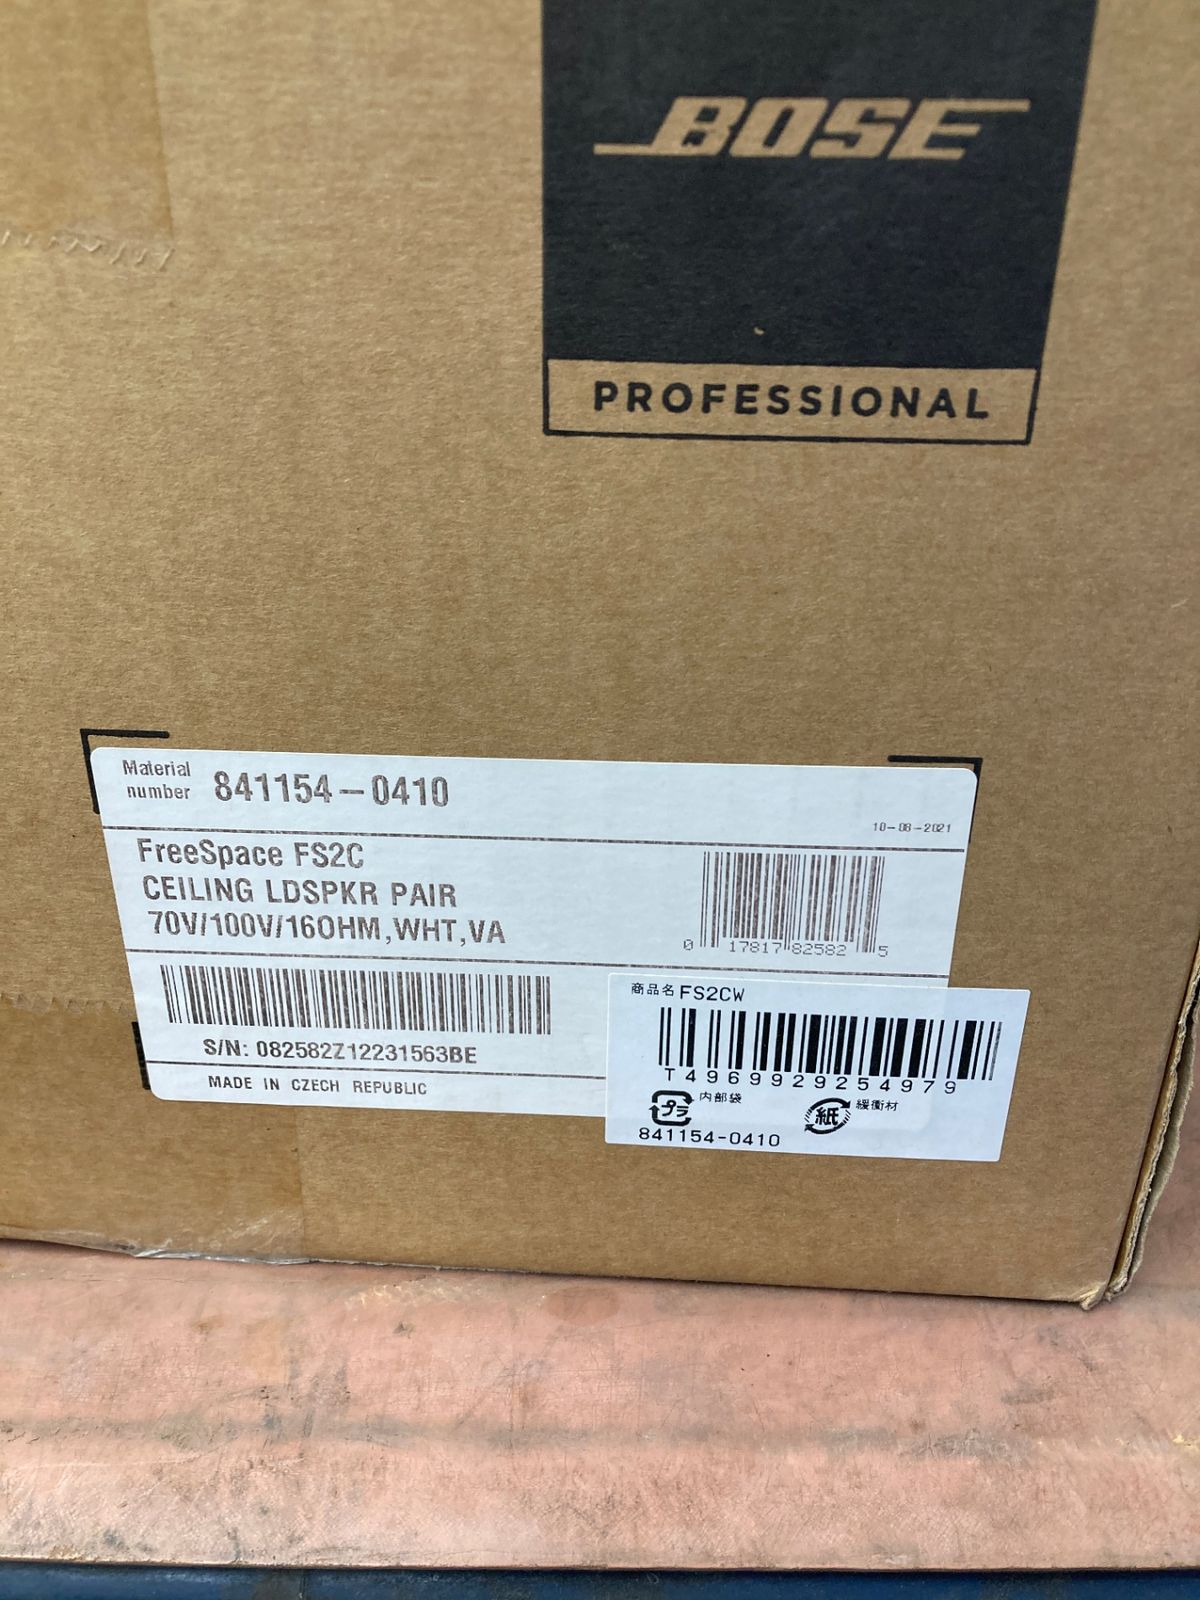 BOSE
PROFESSIONAL
Material
number 841154-0410
10-08-2021
FreeSpace FS2C
CEILING LDSPKR PAIR
70V/100V/16OHM,WHT,VA
0 17817 82582 5
S/N: 082582Z12231563BE
MADE IN CZECH REPUBLIC
商品名 FS2CW
T4969929254979
プラ 内部袋
紙 緩衝材
841154-0410